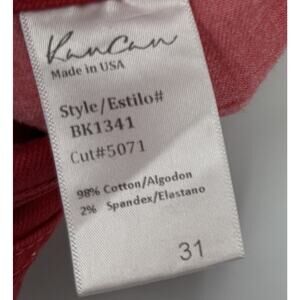 KanCan
Made in USA
Style/Estilo#
BK1341
Cut#5071
98% Cotton/Algodon
2% Spandex/Elastano
31